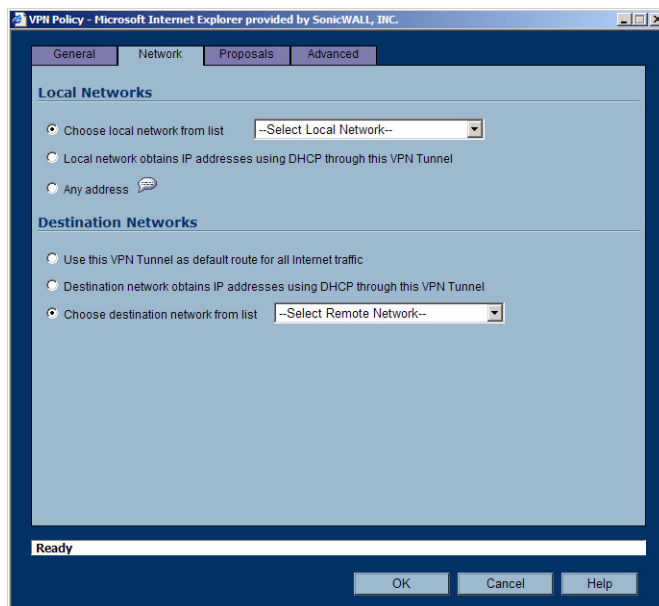 VPN Policy - Microsoft Internet Explorer provided by SonicWALL, INC.
General Network Proposals Advanced
Local Networks
Choose local network from list --Select Local Network--
Local network obtains IP addresses using DHCP through this VPN Tunnel
Any address
Destination Networks
Use this VPN Tunnel as default route for all Internet traffic
Destination network obtains IP addresses using DHCP through this VPN Tunnel
Choose destination network from list --Select Remote Network--
Ready
OK Cancel Help